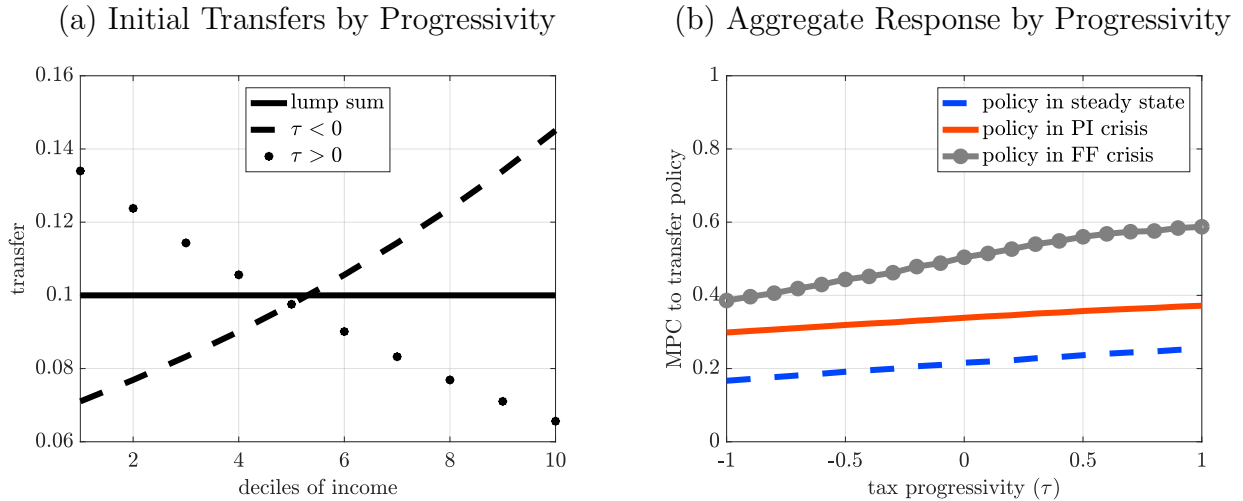 (a) Initial Transfers by Progressivity
0.16
0.14
0.12
0.1
0.08
0.06
transfer
lump sum
τ < 0
τ > 0
2
4
6
8
10
deciles of income
(b) Aggregate Response by Progressivity
1
0.8
0.6
0.4
0.2
0
MPC to transfer policy
policy in steady state
policy in PI crisis
policy in FF crisis
-1
-0.5
0
0.5
1
tax progressivity (τ)